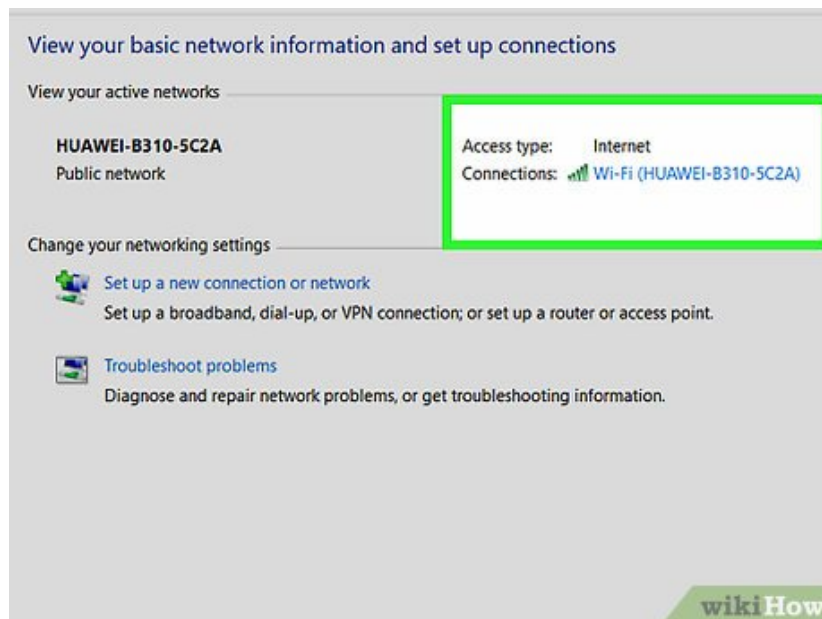 View your basic network information and set up connections
View your active networks
HUAWEI-B310-5C2A
Public network
Access type: Internet
Connections: Wi-Fi (HUAWEI-B310-5C2A)
Change your networking settings
Set up a new connection or network
Set up a broadband, dial-up, or VPN connection; or set up a router or access point.
Troubleshoot problems
Diagnose and repair network problems, or get troubleshooting information.
wikiHow